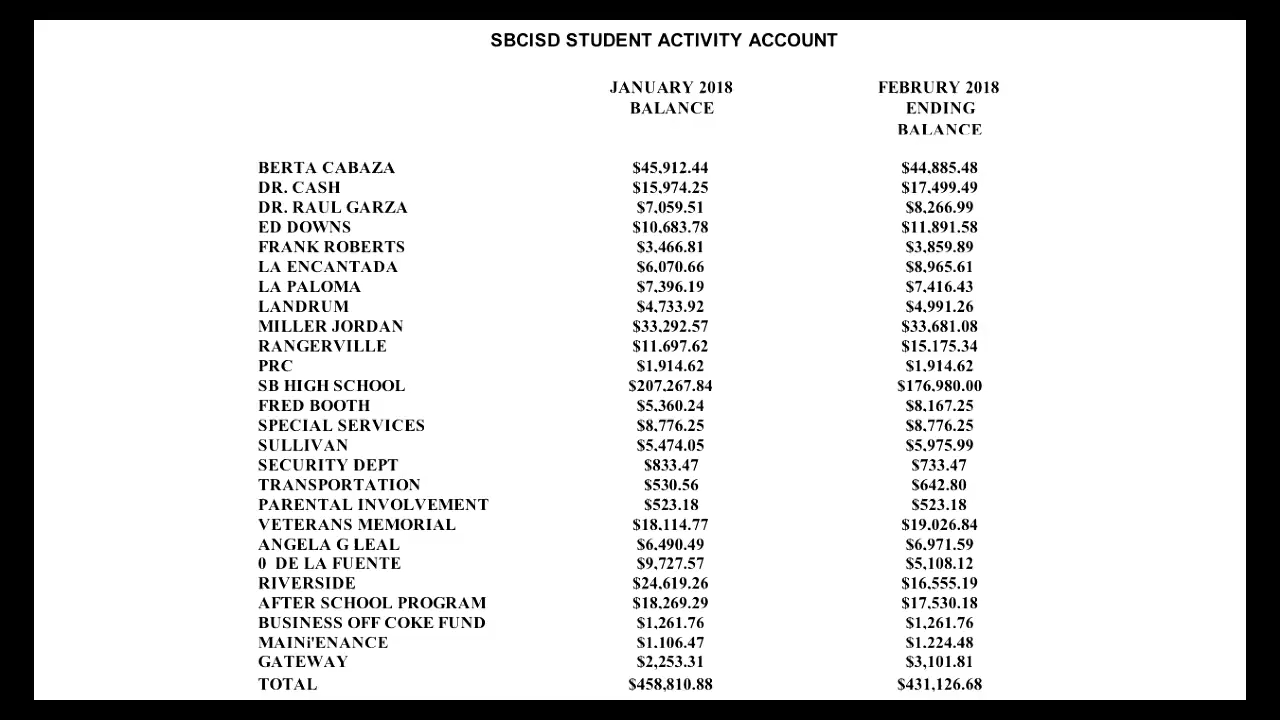 SBCISD STUDENT ACTIVITY ACCOUNT
JANUARY 2018 FEBRURY 2018
BALANCE ENDING
BALANCE
BERTA CABAZA $45,912.44 $44,885.48
DR. CASH $15,974.25 $17,499.49
DR. RAUL GARZA $7,059.51 $8,266.99
ED DOWNS $10,683.78 $11,891.58
FRANK ROBERTS $3,466.81 $3,859.89
LA ENCANTADA $6,070.66 $8,965.61
LA PALOMA $7,396.19 $7,416.43
LANDRUM $4,733.92 $4,991.26
MILLER JORDAN $33,292.57 $33,681.08
RANGERVILLE $11,697.62 $15,175.34
PRC $1,914.62 $1,914.62
SB HIGH SCHOOL $207,267.84 $176,980.00
FRED BOOTH $5,360.24 $8,167.25
SPECIAL SERVICES $8,776.25 $8,776.25
SULLIVAN $5,474.05 $5,975.99
SECURITY DEPT $833.47 $733.47
TRANSPORTATION $530.56 $642.80
PARENTAL INVOLVEMENT $523.18 $523.18
VETERANS MEMORIAL $18,114.77 $19,026.84
ANGELA G LEAL $6,490.49 $6,971.59
0 DE LA FUENTE $9,727.57 $5,108.12
RIVERSIDE $24,619.26 $16,555.19
AFTER SCHOOL PROGRAM $18,269.29 $17,530.18
BUSINESS OFF COKE FUND $1,261.76 $1,261.76
MAINi'ENANCE $1,106.47 $1,224.48
GATEWAY $2,253.31 $3,101.81
TOTAL $458,810.88 $431,126.68